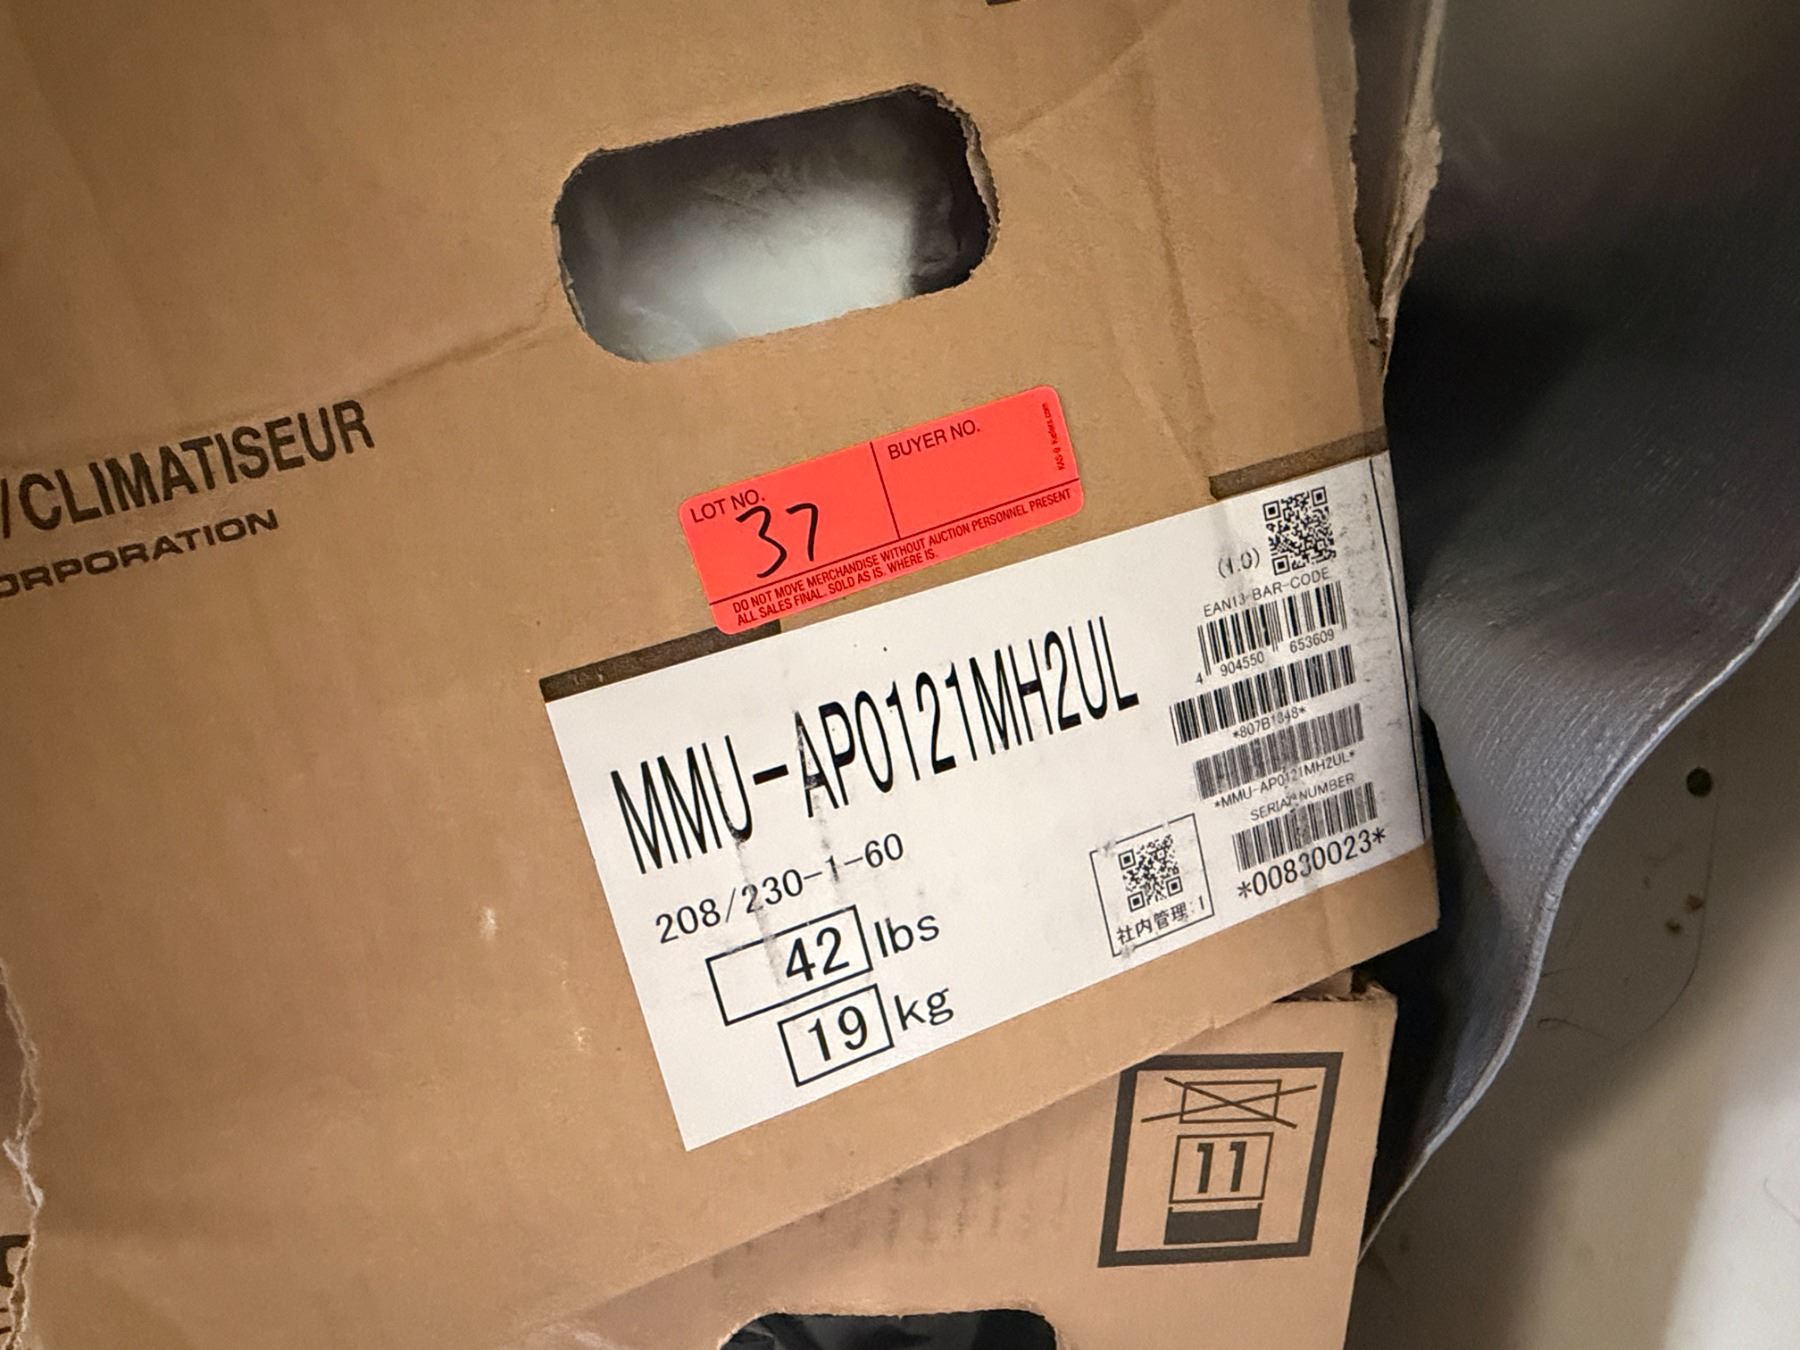 /CLIMATISEUR
ORPORATION
LOT NO.
37
BUYER NO.
DO NOT MOVE MERCHANDISE WITHOUT AUCTION PERSONNEL PRESENT
ALL SALES FINAL. SOLD AS IS. WHERE IS.
MMU-AP0121MH2UL
208/230-1-60
42 lbs
19 kg
(1.0)
EAN13 BAR-CODE
4 904550 653609
*807B1848*
*MMU-AP0121MH2UL*
SERIAL NUMBER
*00830023*
社内管理:1
11